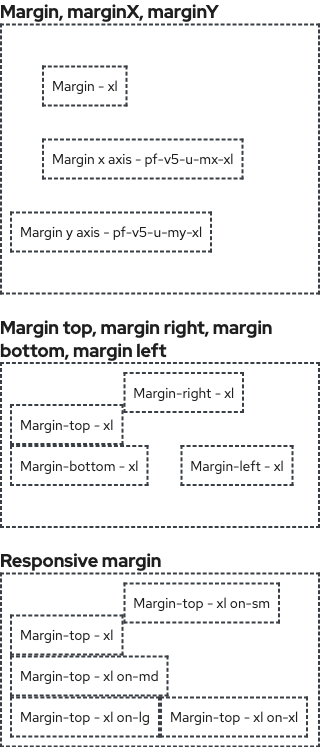 Margin, marginX, marginY
Margin - xl
Margin x axis - pf-v5-u-mx-xl
Margin y axis - pf-v5-u-my-xl
Margin top, margin right, margin
bottom, margin left
Margin-right - xl
Margin-top - xl
Margin-bottom - xl
Margin-left - xl
Responsive margin
Margin-top - xl on-sm
Margin-top - xl
Margin-top - xl on-md
Margin-top - xl on-lg
Margin-top - xl on-xl